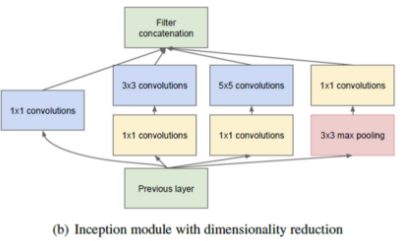 Filter
concatenation
3x3 convolutions
5x5 convolutions
1x1 convolutions
1x1 convolutions
1x1 convolutions
1x1 convolutions
3x3 max pooling
Previous layer
(b) Inception module with dimensionality reduction